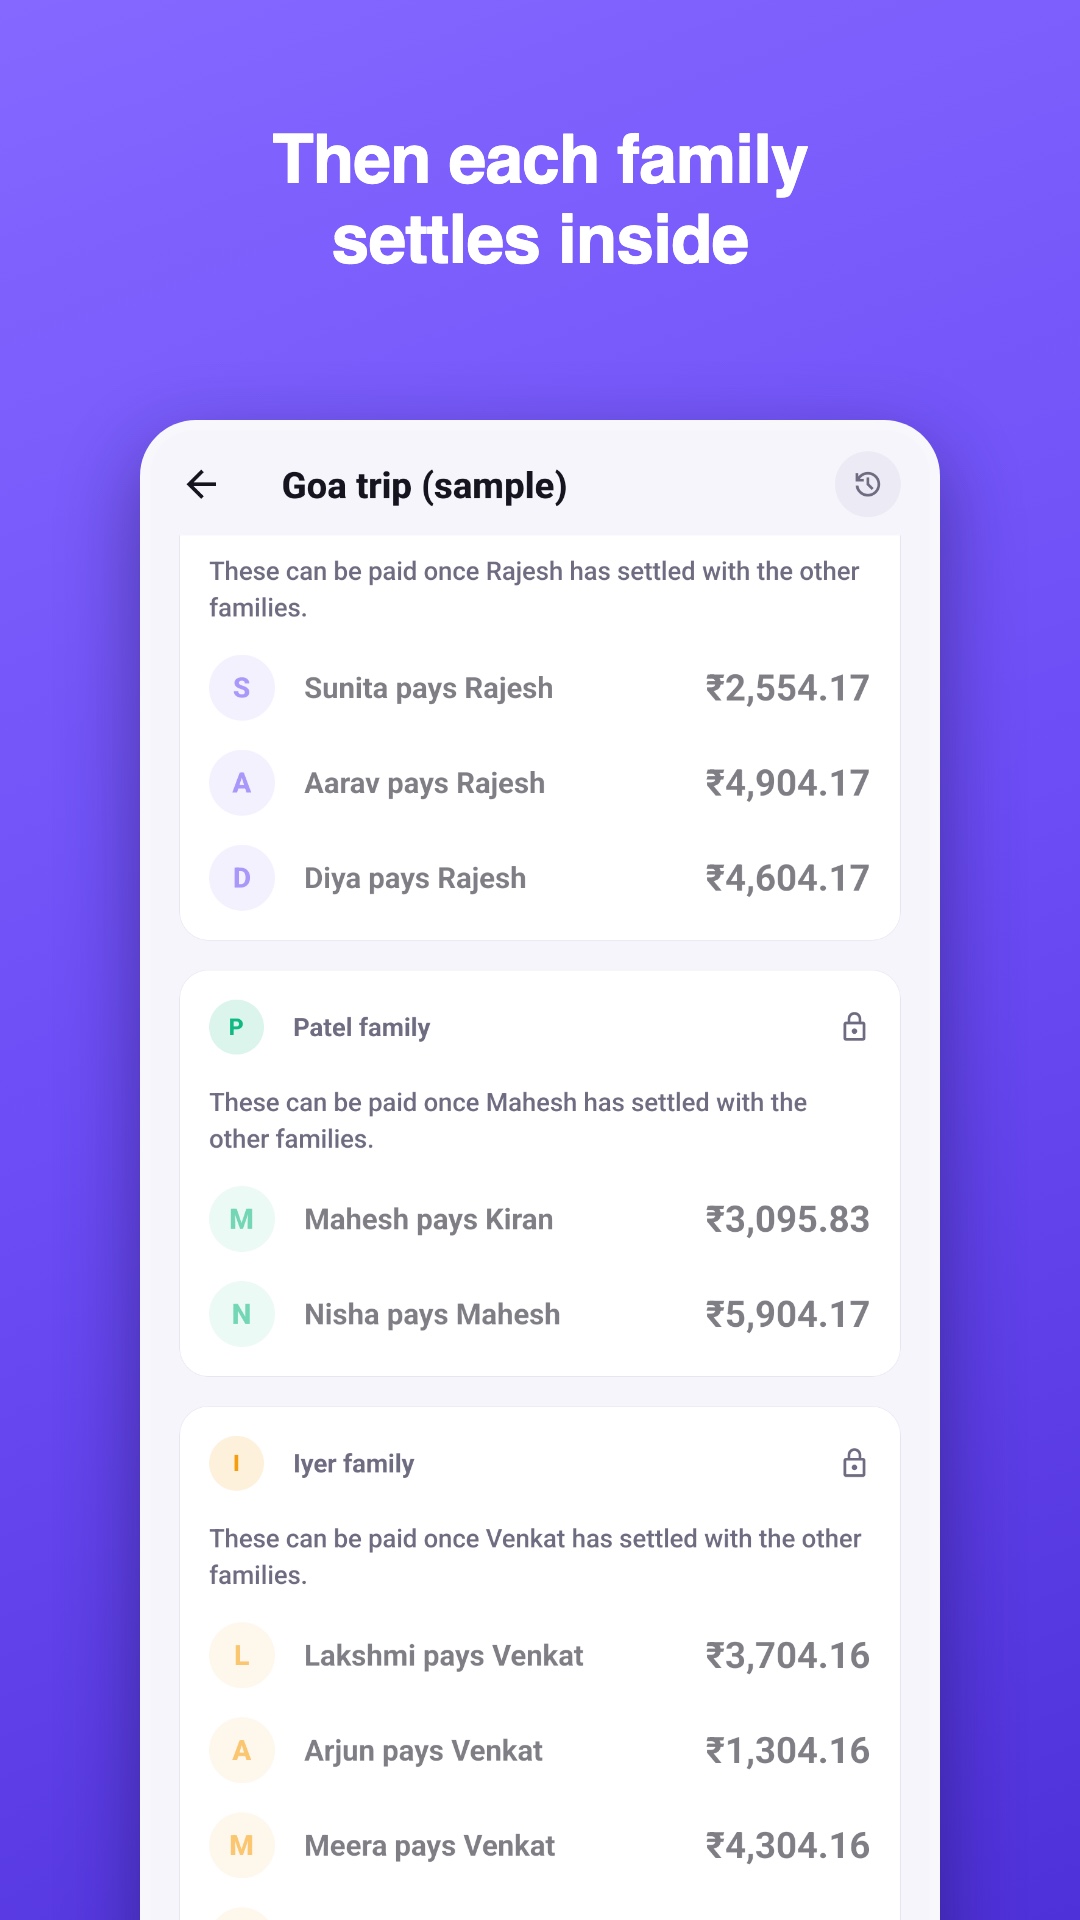 Then each family
settles inside
Goa trip (sample)
These can be paid once Rajesh has settled with the other
families.
S Sunita pays Rajesh ₹2,554.17
A Aarav pays Rajesh ₹4,904.17
D Diya pays Rajesh ₹4,604.17
P Patel family
These can be paid once Mahesh has settled with the
other families.
M Mahesh pays Kiran ₹3,095.83
N Nisha pays Mahesh ₹5,904.17
I Iyer family
These can be paid once Venkat has settled with the other
families.
L Lakshmi pays Venkat ₹3,704.16
A Arjun pays Venkat ₹1,304.16
M Meera pays Venkat ₹4,304.16